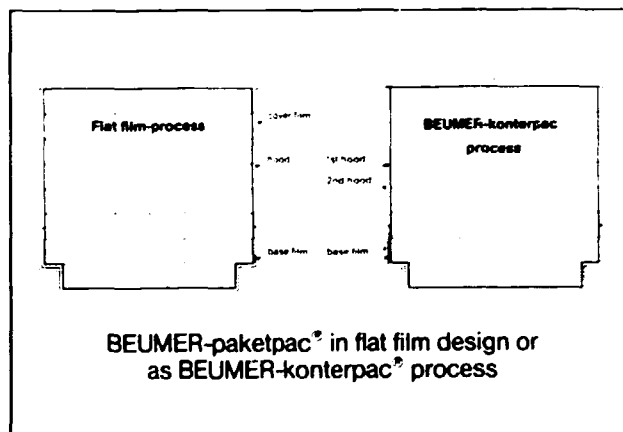 Flat film-process
cover film
hood
base film
BEUMER-konterpac
process
1st hood
2nd hood
base film
BEUMER-paketpac® in flat film design or
as BEUMER-konterpac® process